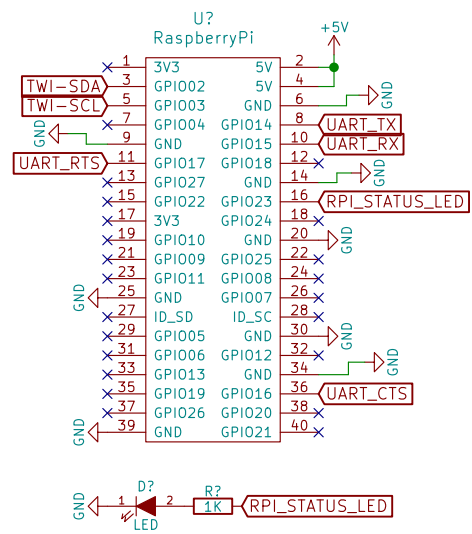 U?
RaspberryPi
+5V
1 3V3 5V 2
TWI-SDA 3 GPIO02 5V 4
TWI-SCL 5 GPIO03 GND 6 GND
7 GPIO04 GPIO14 8 UART_TX
GND 9 GND GPIO15 10 UART_RX
UART_RTS 11 GPIO17 GPIO18 12
13 GPIO27 GND 14 GND
15 GPIO22 GPIO23 16 RPI_STATUS_LED
17 3V3 GPIO24 18
19 GPIO10 GND 20 GND
21 GPIO09 GPIO25 22
23 GPIO11 GPIO08 24
GND 25 GND GPIO07 26
27 ID_SD ID_SC 28
29 GPIO05 GND 30 GND
31 GPIO06 GPIO12 32
33 GPIO13 GND 34 GND
35 GPIO19 GPIO16 36 UART_CTS
37 GPIO26 GPIO20 38
GND 39 GND GPIO21 40
D? R?
GND 1 2 1K RPI_STATUS_LED
LED